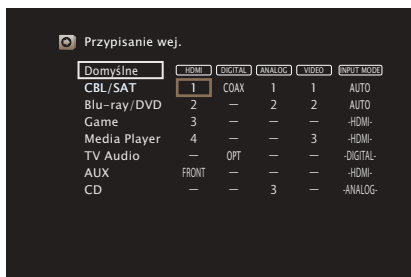 Przypisanie wej.
Domyślne HDMI DIGITAL ANALOG VIDEO INPUT MODE
CBL/SAT 1 COAX 1 1 AUTO
Blu-ray/DVD 2 — 2 2 AUTO
Game 3 — — — -HDMI-
Media Player 4 — — 3 -HDMI-
TV Audio — OPT — — -DIGITAL-
AUX FRONT — — — -HDMI-
CD — — 3 — -ANALOG-